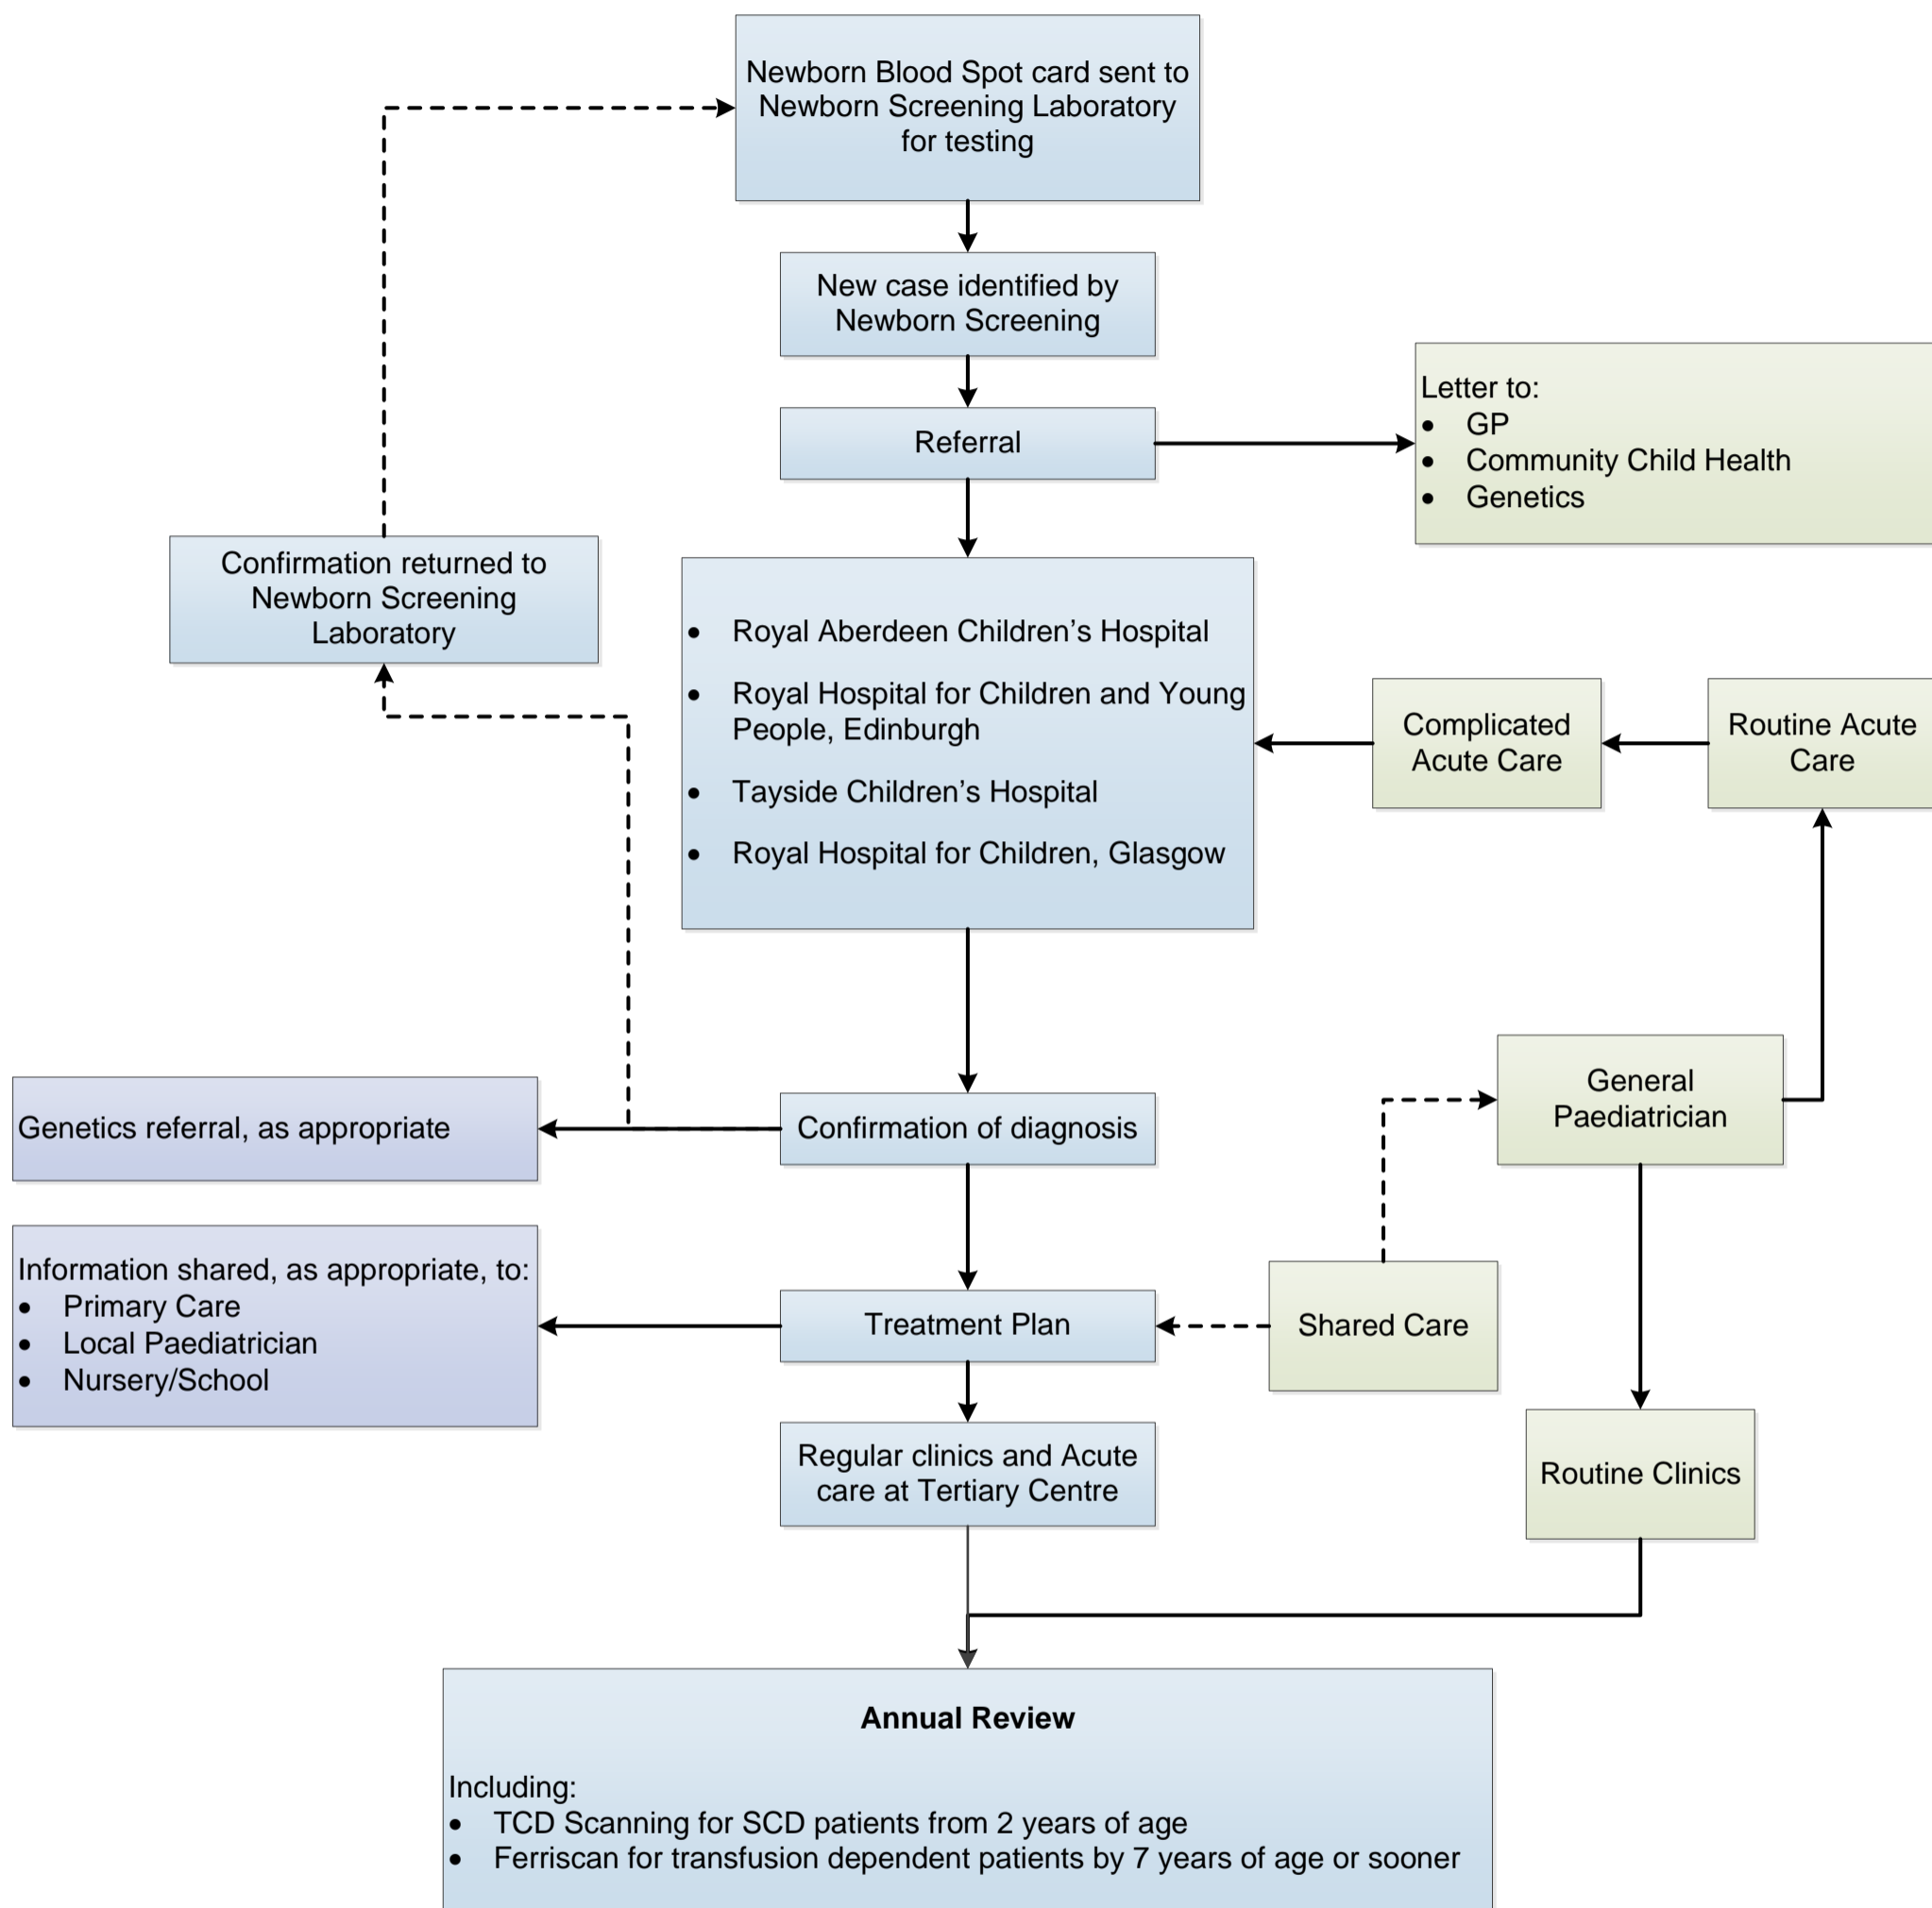 Newborn Blood Spot card sent to
Newborn Screening Laboratory
for testing
New case identified by
Newborn Screening
Referral
Letter to:
• GP
• Community Child Health
• Genetics
Confirmation returned to
Newborn Screening
Laboratory
• Royal Aberdeen Children’s Hospital
• Royal Hospital for Children and Young
People, Edinburgh
• Tayside Children’s Hospital
• Royal Hospital for Children, Glasgow
Complicated
Acute Care
Routine Acute
Care
General
Paediatrician
Genetics referral, as appropriate
Confirmation of diagnosis
Information shared, as appropriate, to:
• Primary Care
• Local Paediatrician
• Nursery/School
Treatment Plan
Shared Care
Regular clinics and Acute
care at Tertiary Centre
Routine Clinics
Annual Review
Including:
• TCD Scanning for SCD patients from 2 years of age
• Ferriscan for transfusion dependent patients by 7 years of age or sooner